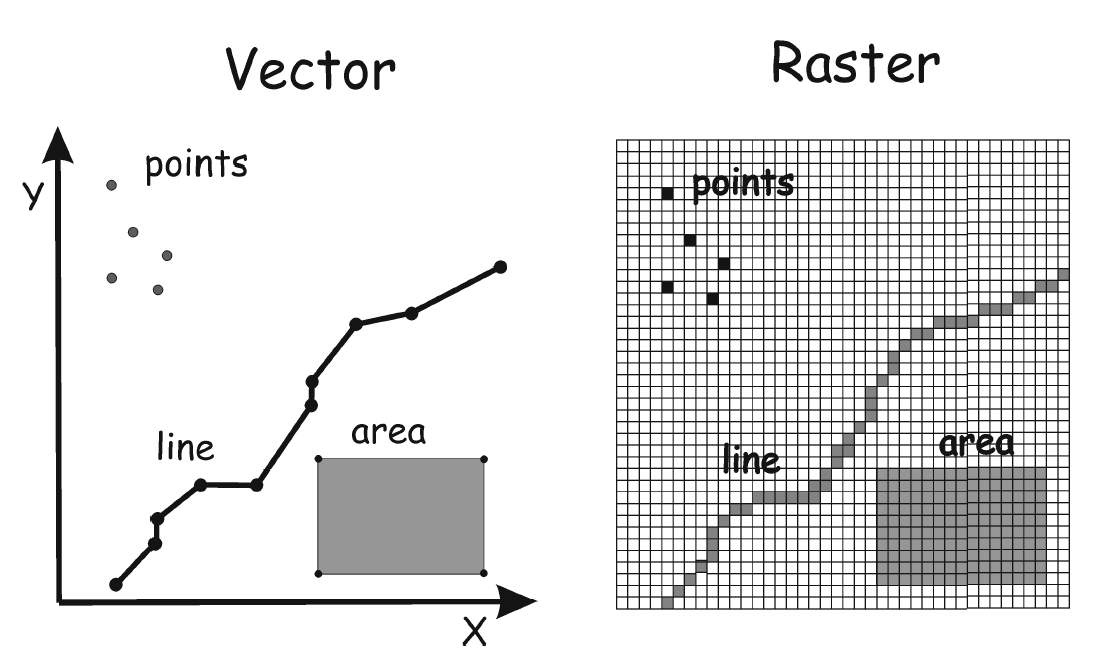 Vector
Raster
Y
points
line
area
X
points
line
area